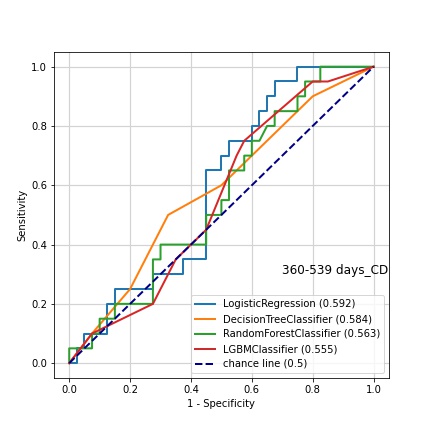 1.0
0.8
0.6
0.4
0.2
0.0
Sensitivity
360-539 days_CD
LogisticRegression (0.592)
DecisionTreeClassifier (0.584)
RandomForestClassifier (0.563)
LGBMClassifier (0.555)
chance line (0.5)
0.0 0.2 0.4 0.6 0.8 1.0
1 - Specificity